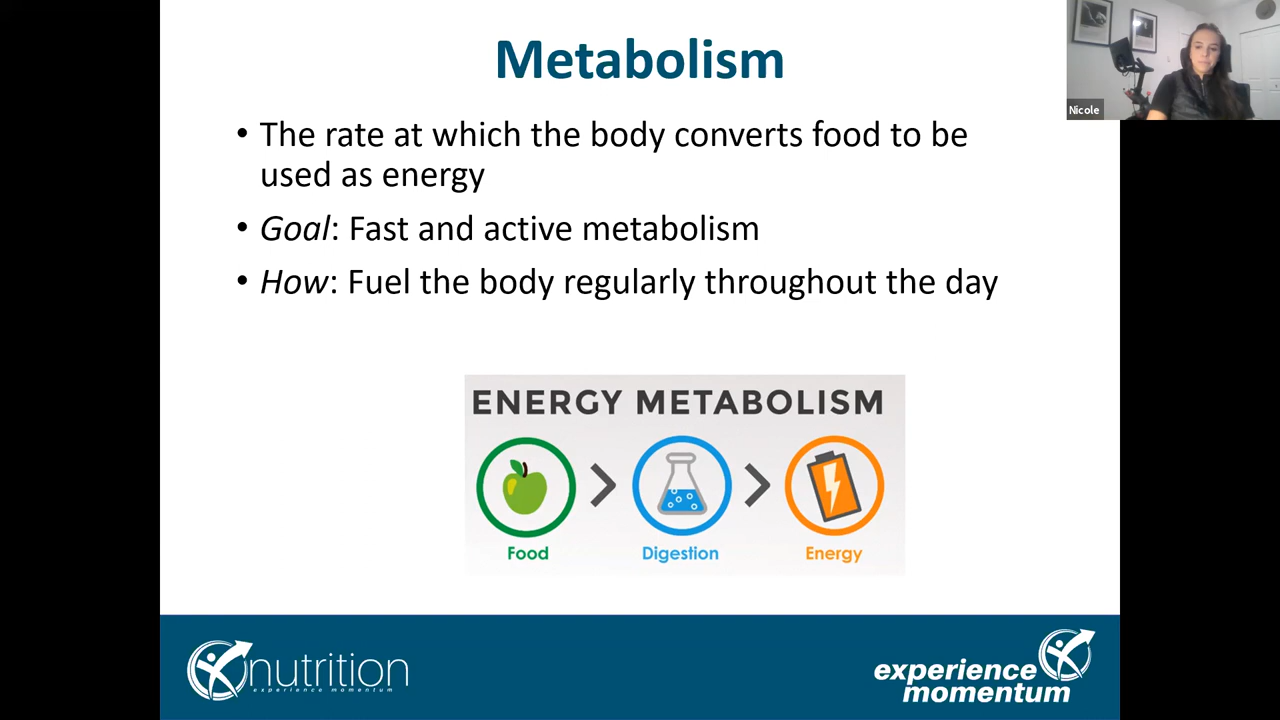 Metabolism
Nicole
• The rate at which the body converts food to be
used as energy
• Goal: Fast and active metabolism
• How: Fuel the body regularly throughout the day
ENERGY METABOLISM
Food
Digestion
Energy
nutrition
experience momentum
experience
momentum